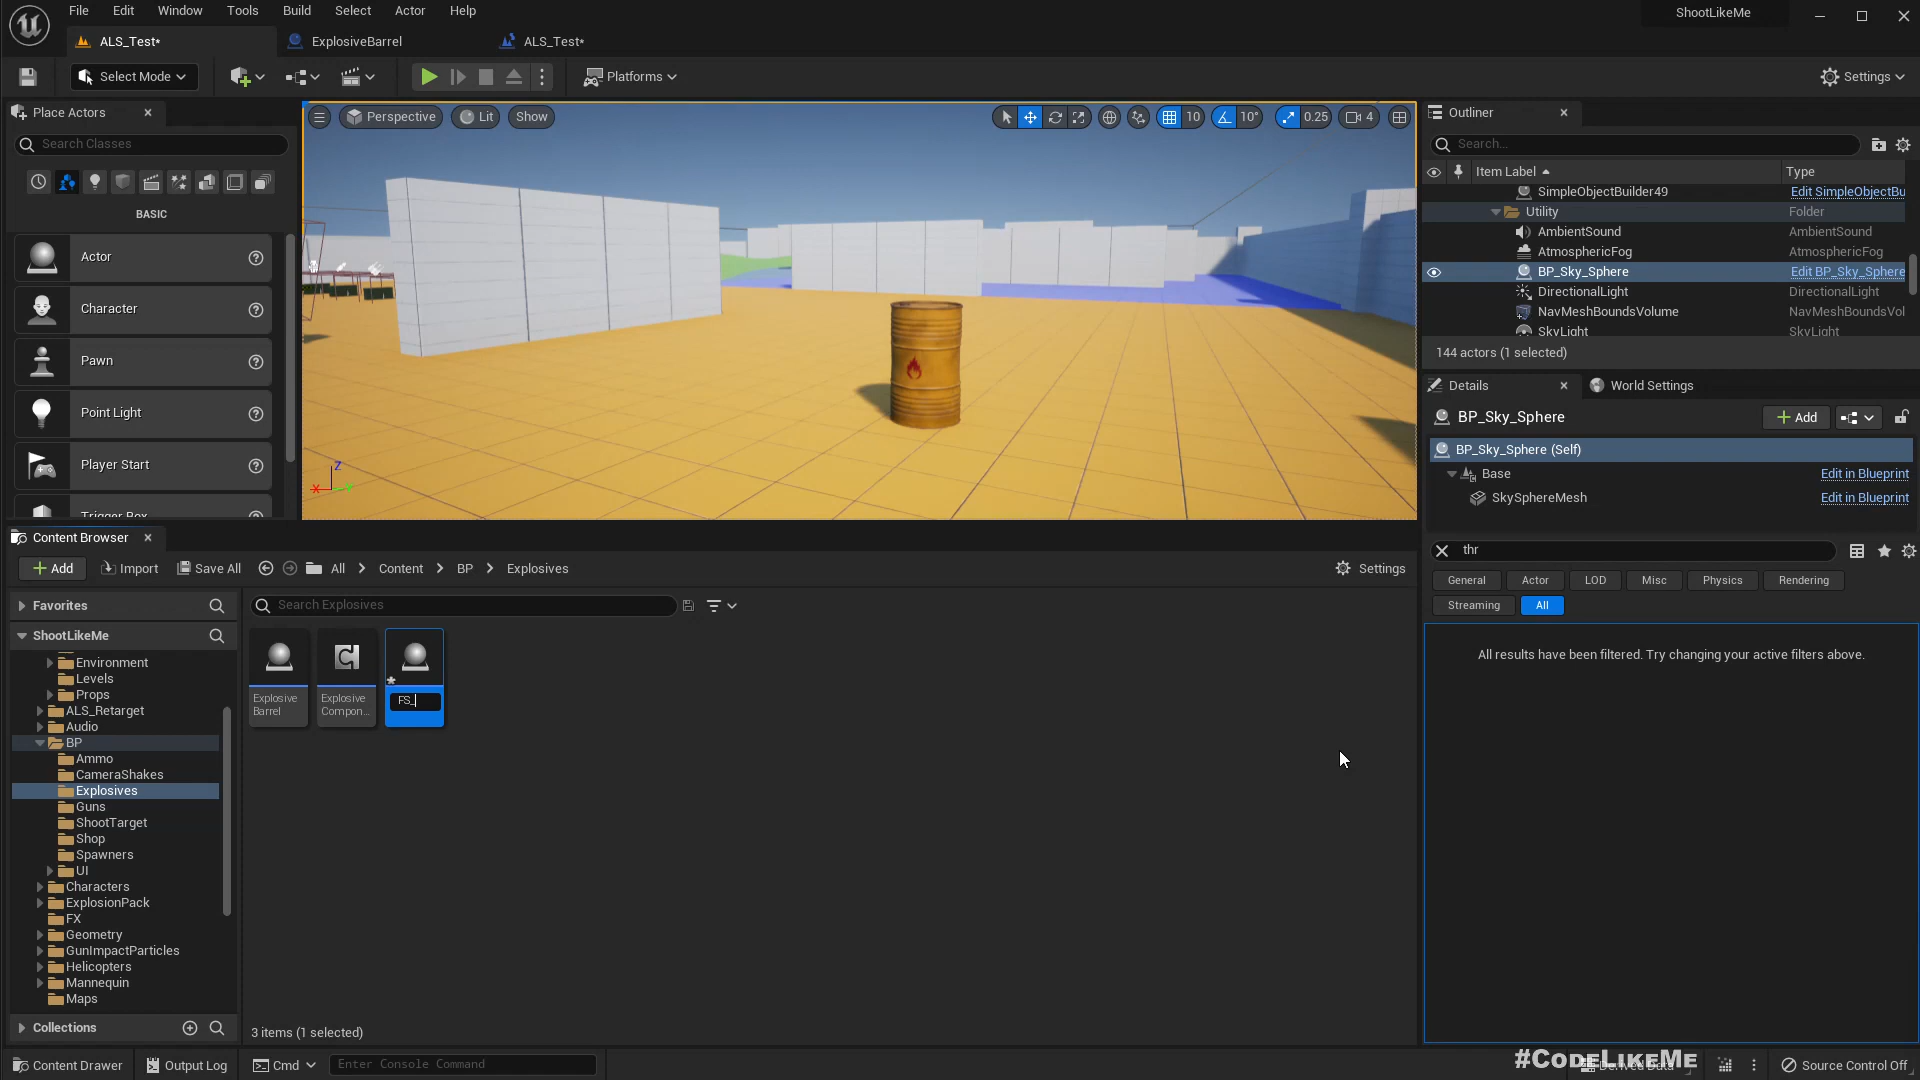 File Edit View Window Tools Build Select Actor Help
ShootLikeMe
ALS_Test*
ExplosiveBarrel
ALS_Test*
Select Mode
Platforms
Settings
Place Actors
Search Classes
BASIC
Actor
Character
Pawn
Point Light
Player Start
Trigger Box
Perspective
Lit
Show
10
10°
0.25
4
Z
X
Outliner
Search...
Item Label
Type
SimpleObjectBuilder49 Edit SimpleObjectBu
Utility Folder
AmbientSound AmbientSound
AtmosphericFog AtmosphericFog
BP_Sky_Sphere Edit BP_Sky_Sphere
DirectionalLight DirectionalLight
NavMeshBoundsVolume NavMeshBoundsVol
SkyLight SkyLight
144 actors (1 selected)
Details
World Settings
BP_Sky_Sphere
Add
BP_Sky_Sphere (Self)
Base Edit in Blueprint
SkySphereMesh Edit in Blueprint
thr
General
Actor
LOD
Misc
Physics
Rendering
Streaming
All
All results have been filtered. Try changing your active filters above.
Content Browser
Add
Import
Save All
All
Content
BP
Explosives
Settings
Favorites
ShootLikeMe
Environment
Levels
Props
ALS_Retarget
Audio
BP
Ammo
CameraShakes
Explosives
Guns
ShootTarget
Shop
Spawners
UI
Characters
ExplosionPack
FX
Geometry
GunImpactParticles
Helicopters
Mannequin
Maps
Collections
Search Explosives
Explosive
Barrel
Explosive
Compon...
FS_
3 items (1 selected)
Content Drawer
Output Log
Cmd
Enter Console Command
#CODELIKEME
Derived Data
Source Control Off